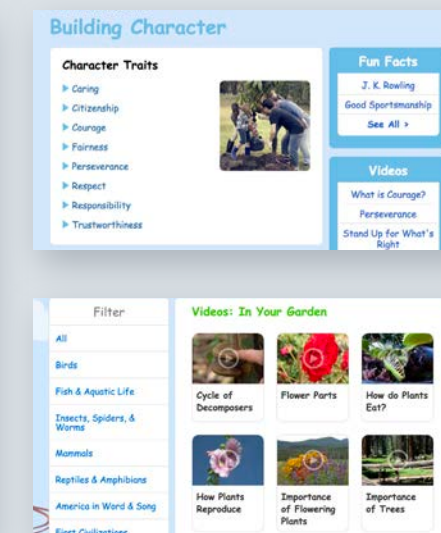 Building Character
Character Traits
Caring
Citizenship
Courage
Fairness
Perseverance
Respect
Responsibility
Trustworthiness
Fun Facts
J. K. Rowling
Good Sportsmanship
See All >
Videos
What is Courage?
Perseverance
Stand Up for What's
Right
Filter
All
Birds
Fish & Aquatic Life
Insects, Spiders, &
Worms
Mammals
Reptiles & Amphibians
America in Word & Song
First Civilizations
Videos: In Your Garden
Cycle of
Decomposers
Flower Parts
How do Plants
Eat?
How Plants
Reproduce
Importance
of Flowering
Plants
Importance
of Trees